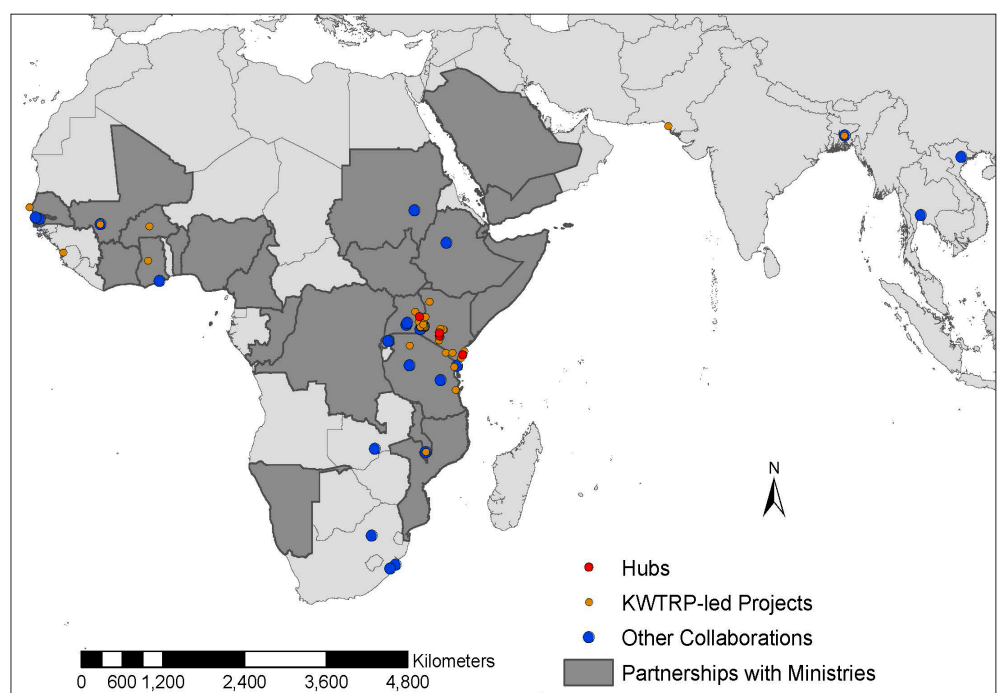 N
Hubs
KWTRP-led Projects
Other Collaborations
Partnerships with Ministries
Kilometers
0 600 1,200 2,400 3,600 4,800